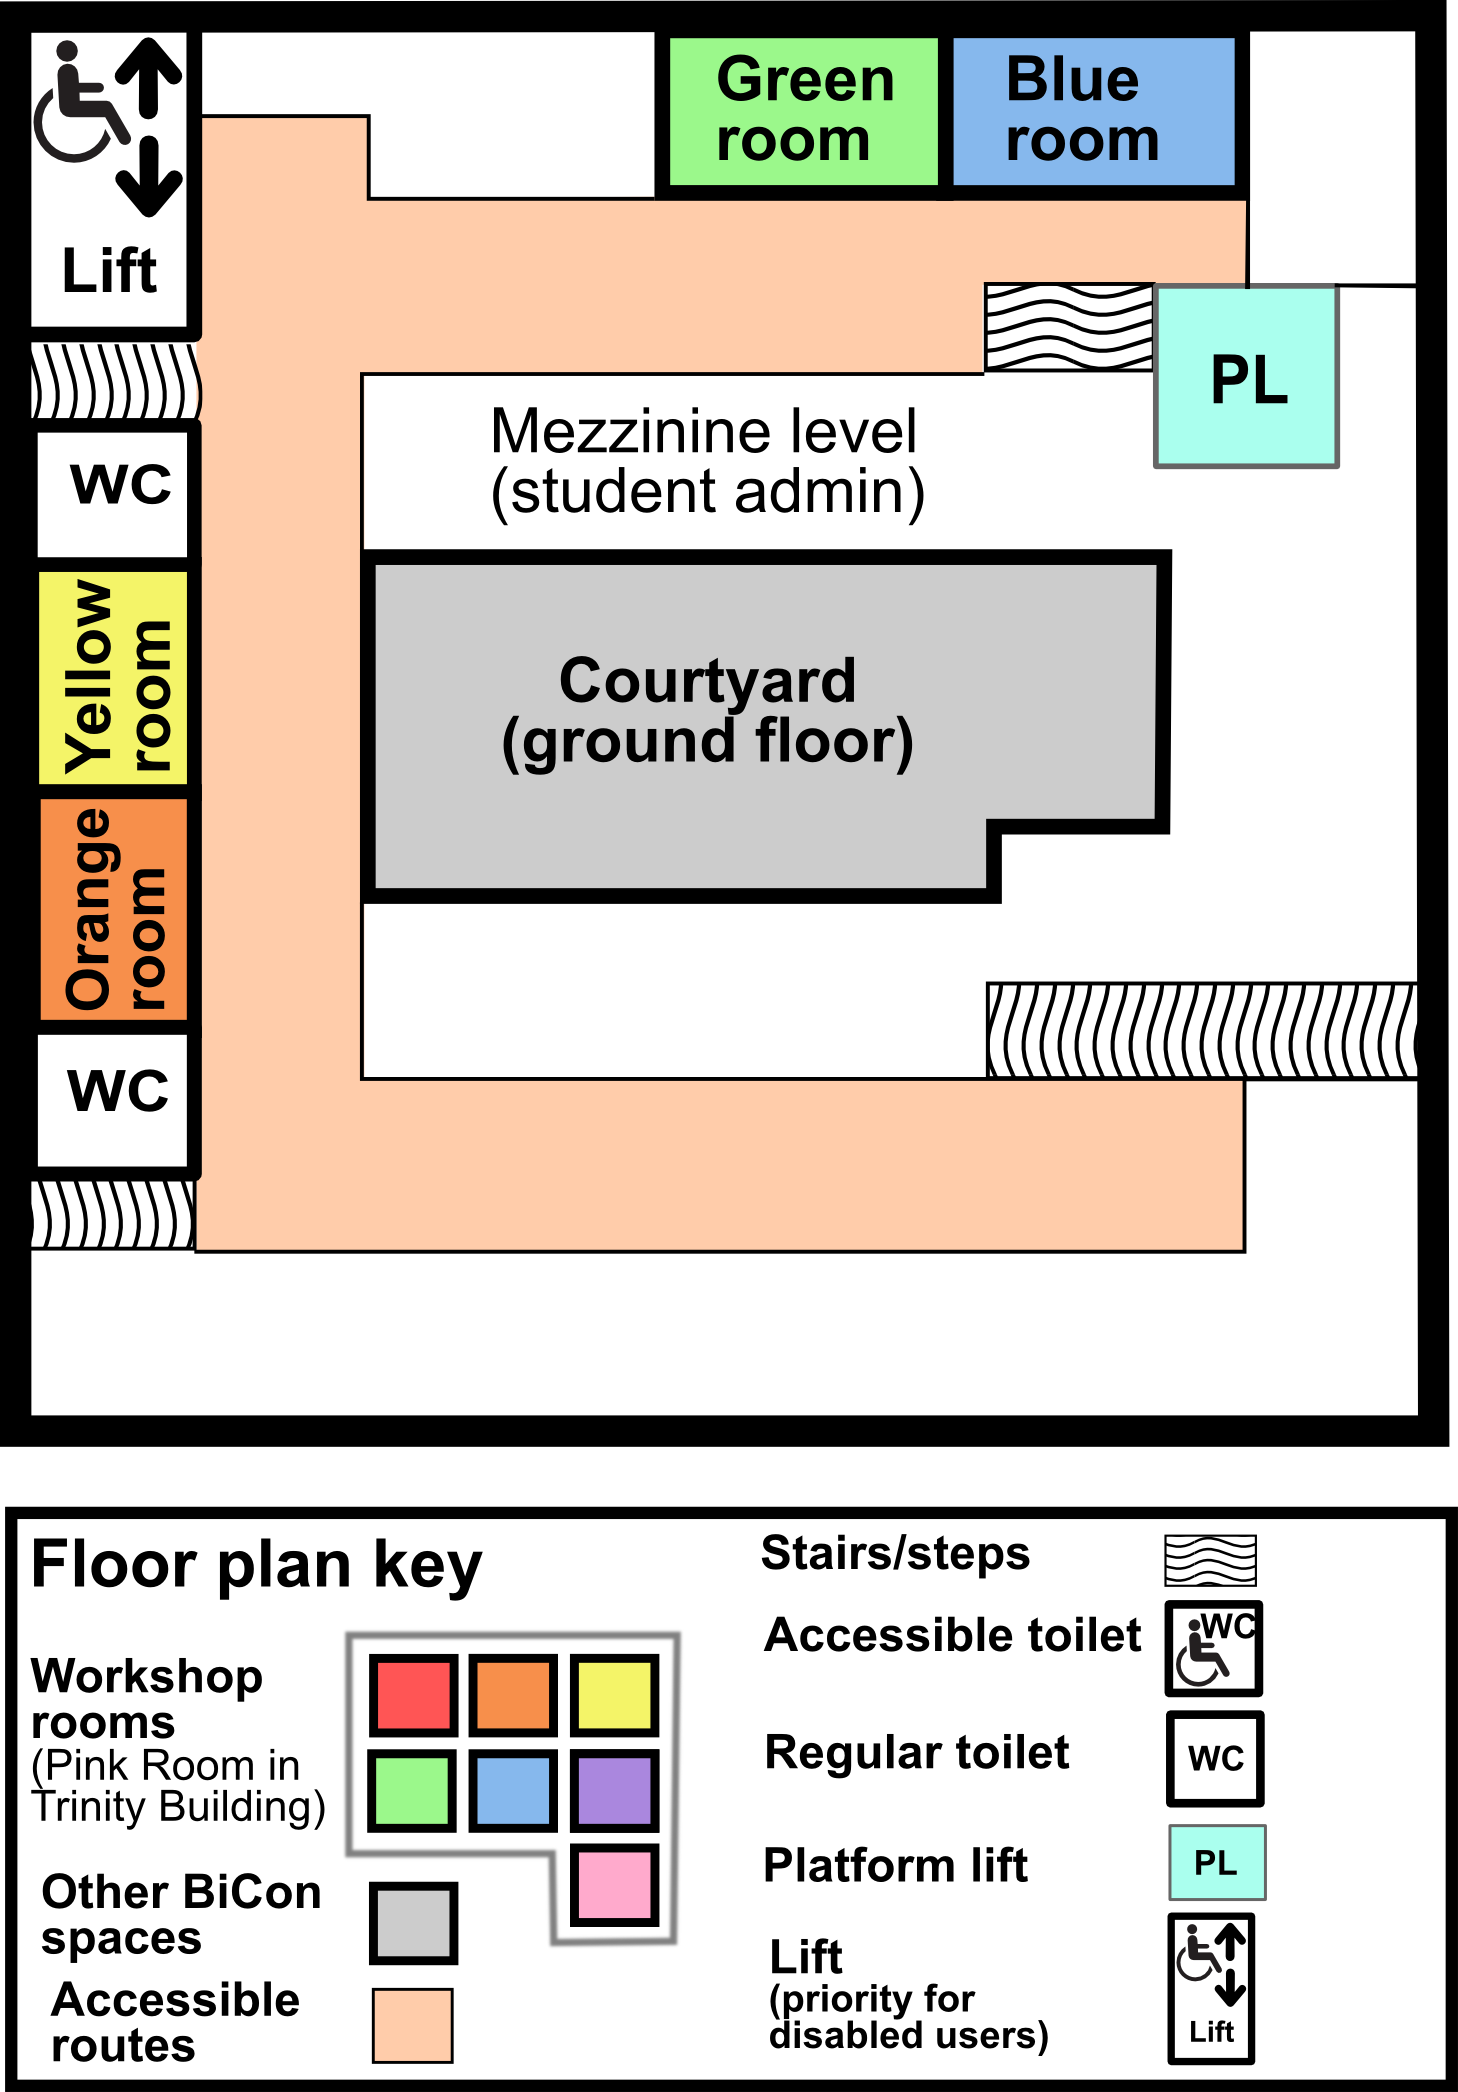 Green
room
Blue
room
Lift
PL
Mezzinine level
(student admin)
WC
Yellow
room
Courtyard
(ground floor)
Orange
room
WC
Floor plan key
Workshop
rooms
(Pink Room in
Trinity Building)
Other BiCon
spaces
Accessible
routes
Stairs/steps
Accessible toilet
WC
Regular toilet
WC
Platform lift
PL
Lift
(priority for
disabled users)
Lift